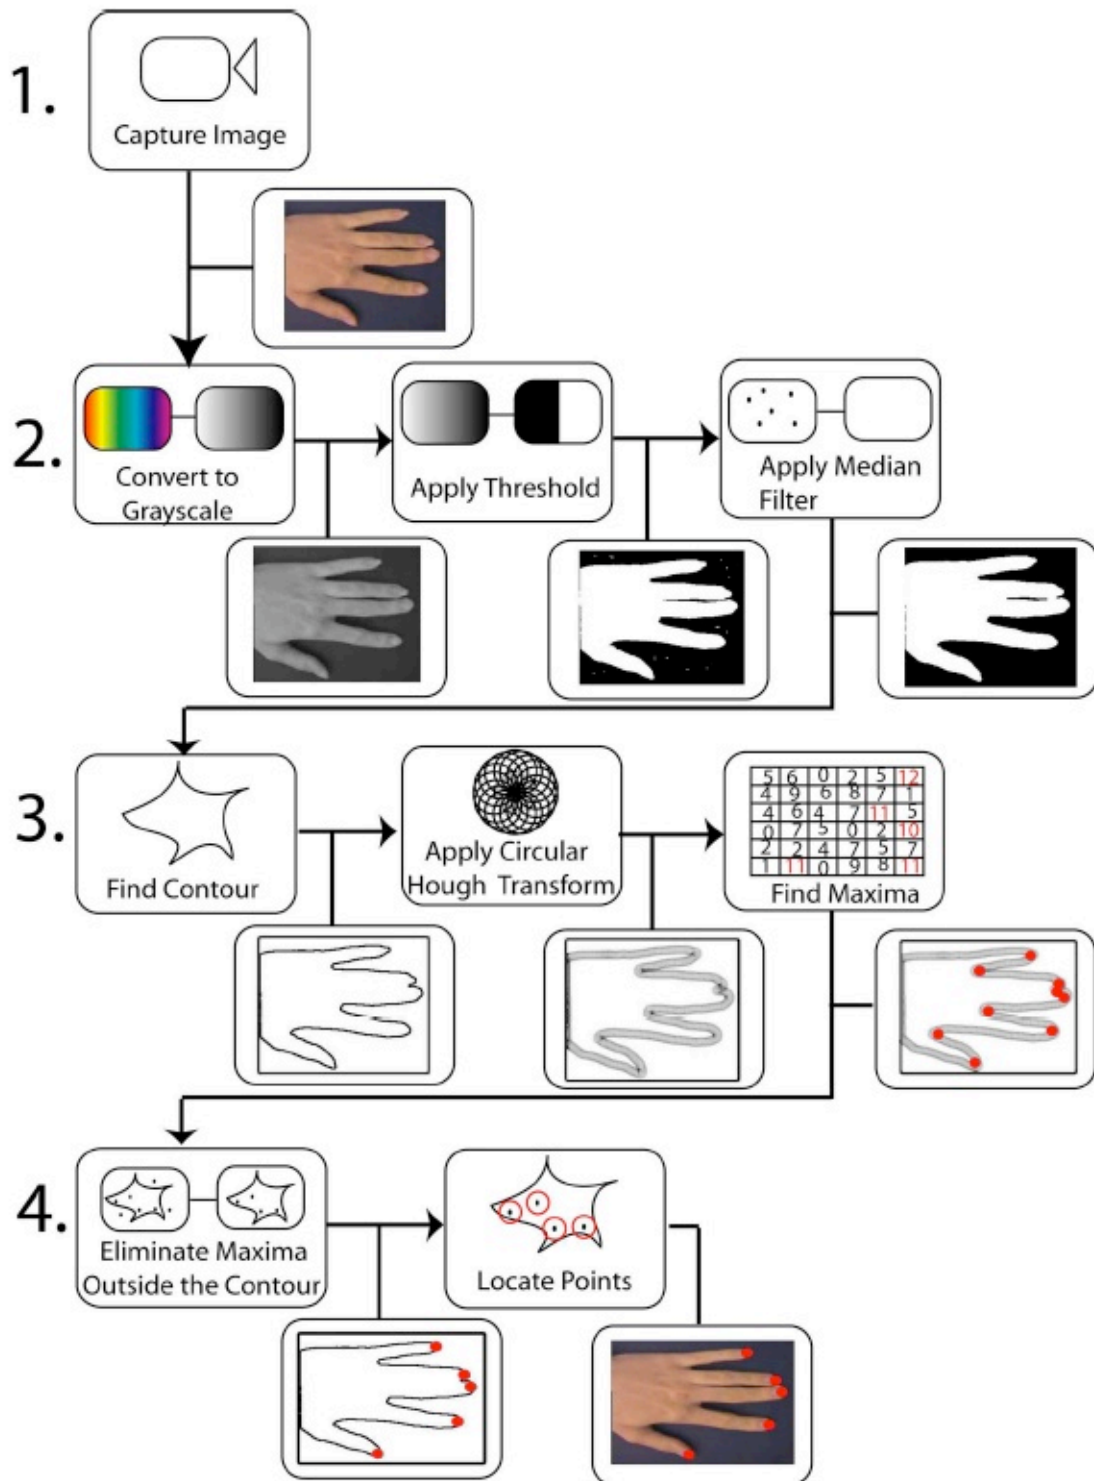 1.
Capture Image
2.
Convert to
Grayscale
Apply Threshold
Apply Median
Filter
3.
Find Contour
Apply Circular
Hough Transform
5 6 0 2 5 12
4 9 6 8 7 1
4 6 4 7 11 5
0 7 5 0 2 10
2 2 4 7 5 7
1 11 0 9 8 11
Find Maxima
4.
Eliminate Maxima
Outside the Contour
Locate Points